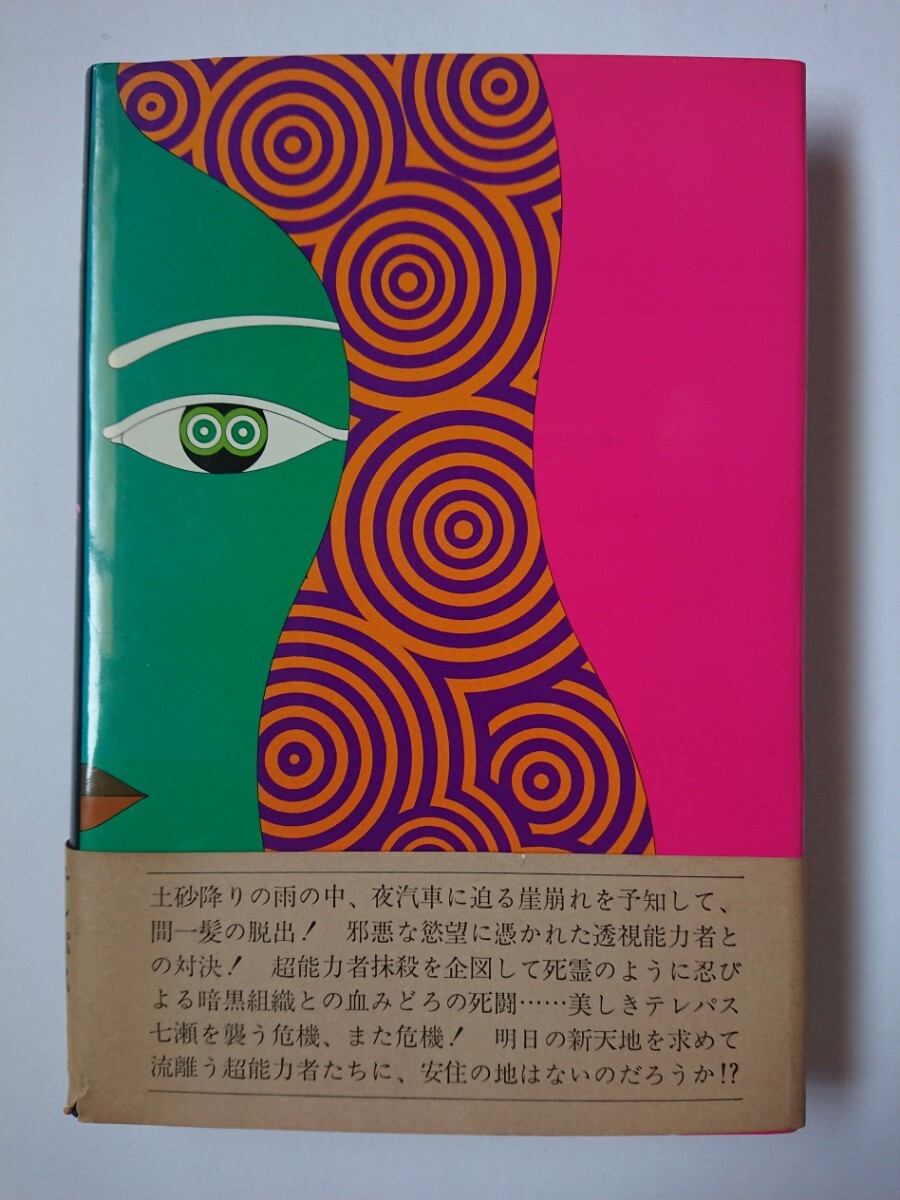 土砂降りの雨の中、夜汽車に迫る崖崩れを予知して、
間一髪の脱出！　邪悪な慾望に憑かれた透視能力者と
の対決！　超能力者抹殺を企図して死霊のように忍び
よる暗黒組織との血みどろの死闘……美しきテレパス
七瀬を襲う危機、また危機！　明日の新天地を求めて
流離う超能力者たちに、安住の地はないのだろうか!?